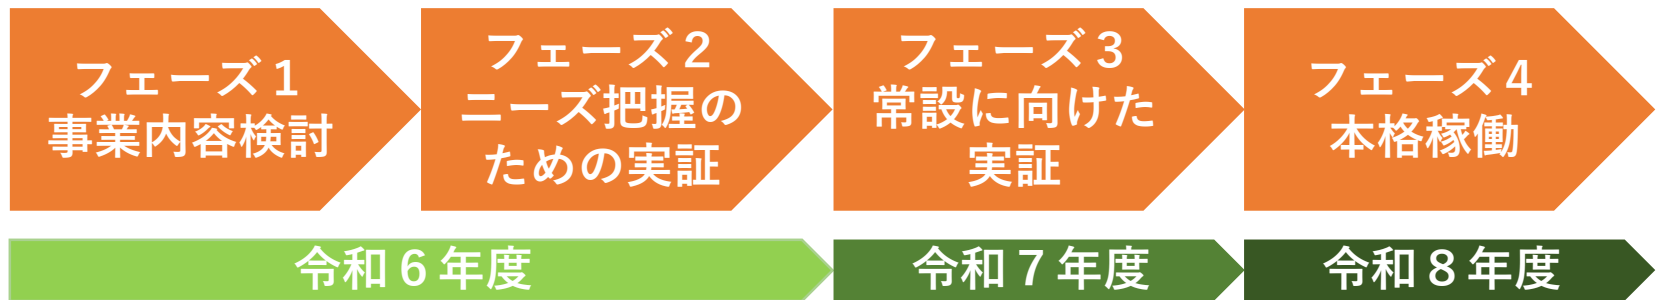 フェーズ１
事業内容検討
フェーズ２
ニーズ把握の
ための実証
フェーズ３
常設に向けた
実証
フェーズ４
本格稼働
令和６年度
令和７年度
令和８年度